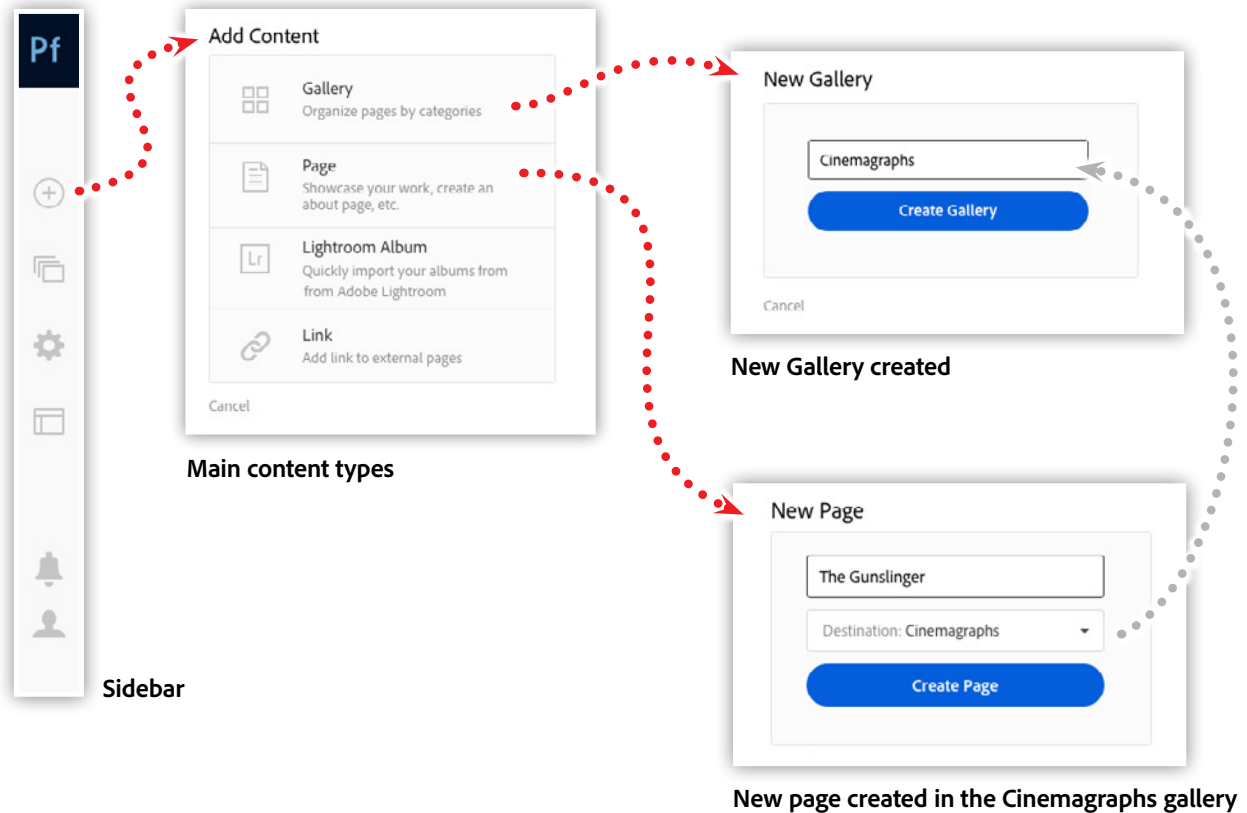 Pf
Add Content
Gallery
Organize pages by categories
Page
Showcase your work, create an
about page, etc.
Lr
Lightroom Album
Quickly import your albums from
from Adobe Lightroom
Link
Add link to external pages
Cancel
Main content types
Sidebar
New Gallery
Cinemagraphs
Create Gallery
Cancel
New Gallery created
New Page
The Gunslinger
Destination: Cinemagraphs
Create Page
New page created in the Cinemagraphs gallery